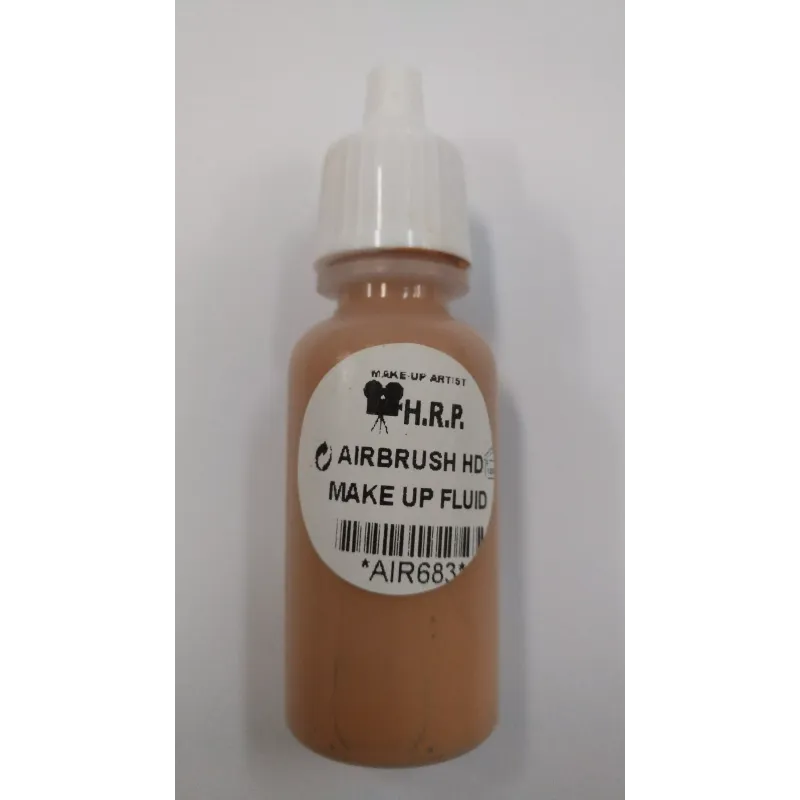 MAKE-UP ARTIST
H.R.P.
AIRBRUSH HD
MAKE UP FLUID
*AIR683*